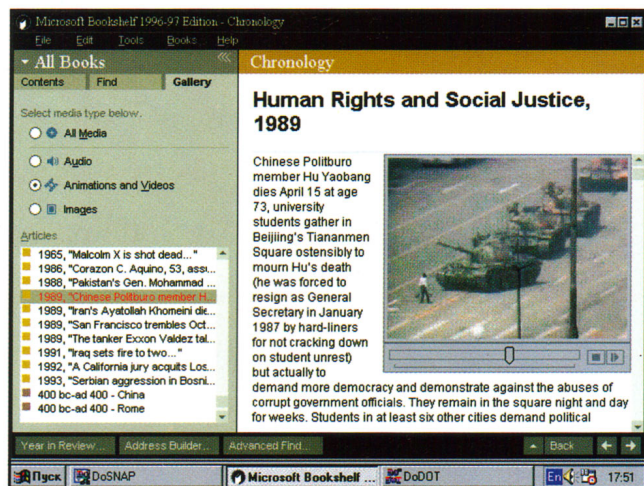 Microsoft Bookshelf 1996-97 Edition - Chronology
File Edit Tools Books Help
All Books
Chronology
Contents Find Gallery
Select media type below.
All Media
Audio
Animations and Videos
Images
Articles
1965, "Malcolm X is shot dead..."
1986, "Corazon C. Aquino, 53, assu...
1988, "Pakistan's Gen. Mohammad ...
1989, "Chinese Politburo member H...
1989, "Iran's Ayatollah Khomeini die...
1989, "San Francisco trembles Oct...
1989, "The tanker Exxon Valdez tal...
1991, "Iraq sets fire to two..."
1992, "A California jury acquits Los...
1993, "Serbian aggression in Bosni...
400 bc-ad 400 - China
400 bc-ad 400 - Rome
Human Rights and Social Justice,
1989
Chinese Politburo
member Hu Yaobang
dies April 15 at age
73, university
students gather in
Beijing's Tiananmen
Square ostensibly to
mourn Hu's death
(he was forced to
resign as General
Secretary in January
1987 by hard-liners
for not cracking down
on student unrest)
but actually to
demand more democracy and demonstrate against the abuses of
corrupt government officials. They remain in the square night and day
for weeks. Students in at least six other cities demand political
Year in Review... Address Builder... Advanced Find... Back
Пуск DoSNAP Microsoft Bookshelf ... DoDOT En 17:51